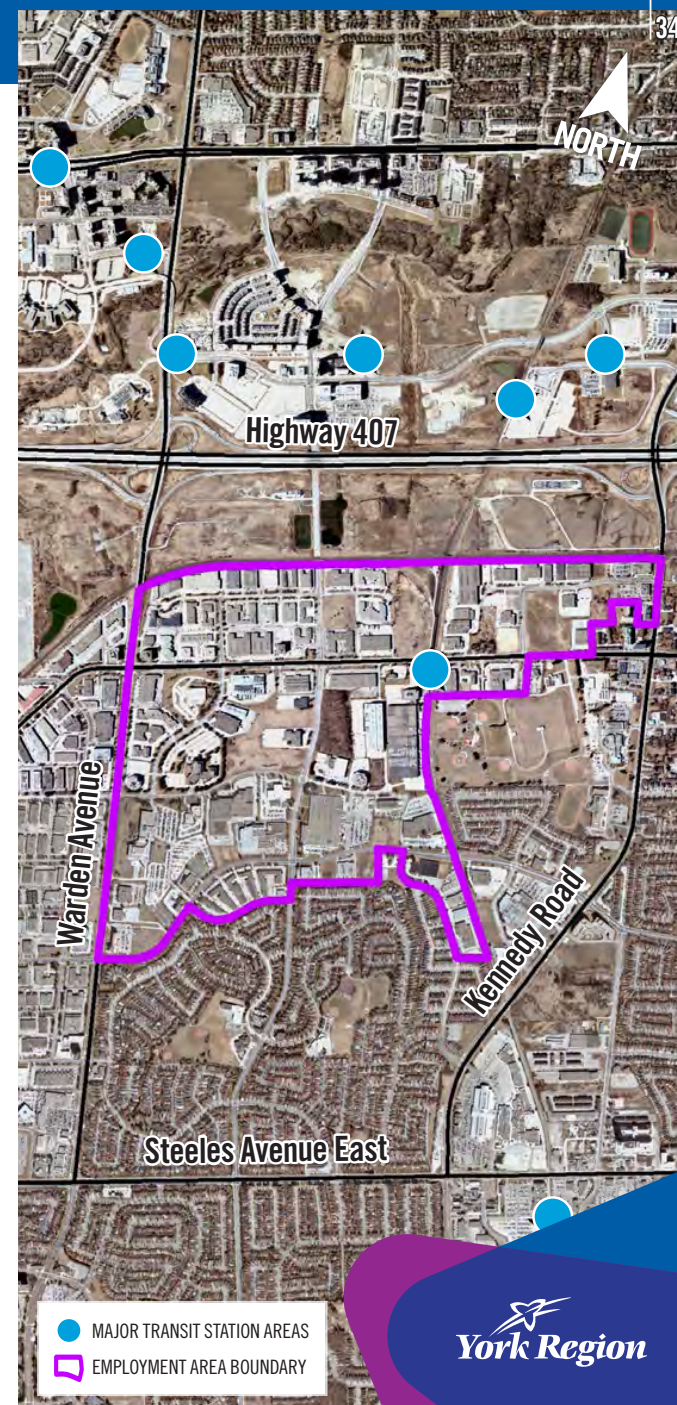 34
NORTH
Highway 407
Warden Avenue
Kennedy Road
Steeles Avenue East
MAJOR TRANSIT STATION AREAS
EMPLOYMENT AREA BOUNDARY
York Region